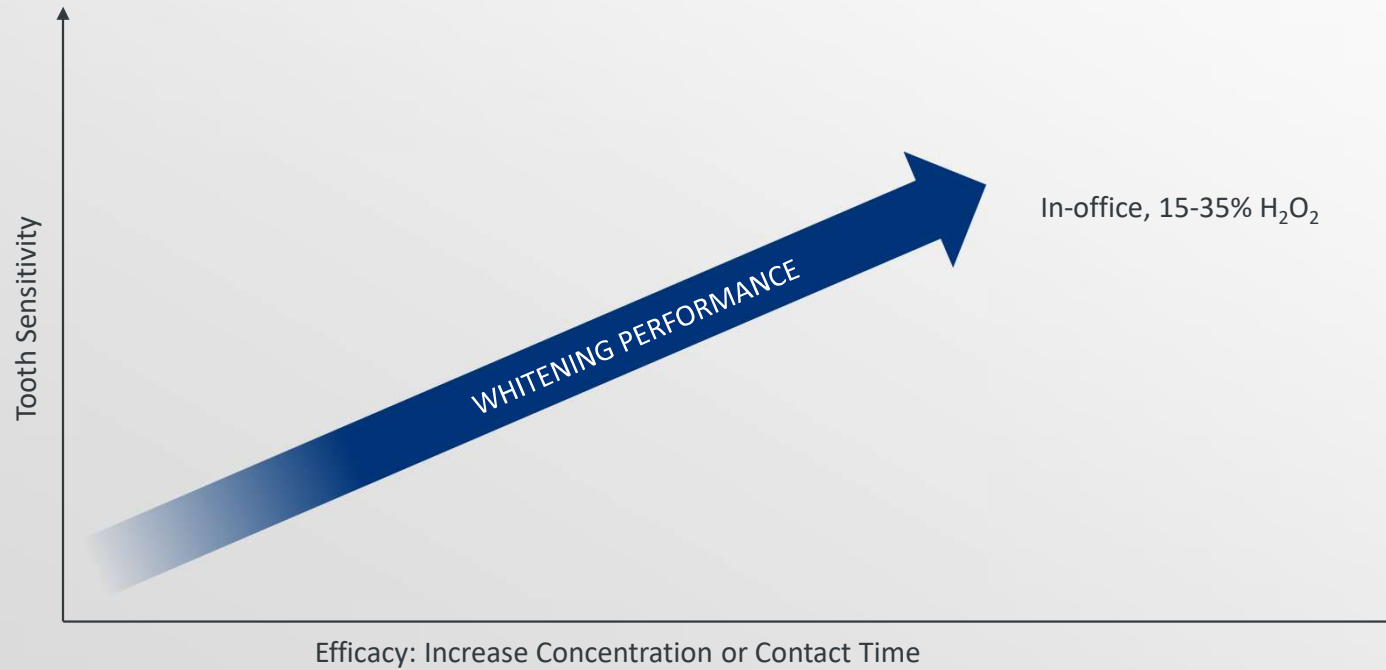 Tooth Sensitivity
WHITENING PERFORMANCE
In-office, 15-35% H₂O₂
Efficacy: Increase Concentration or Contact Time